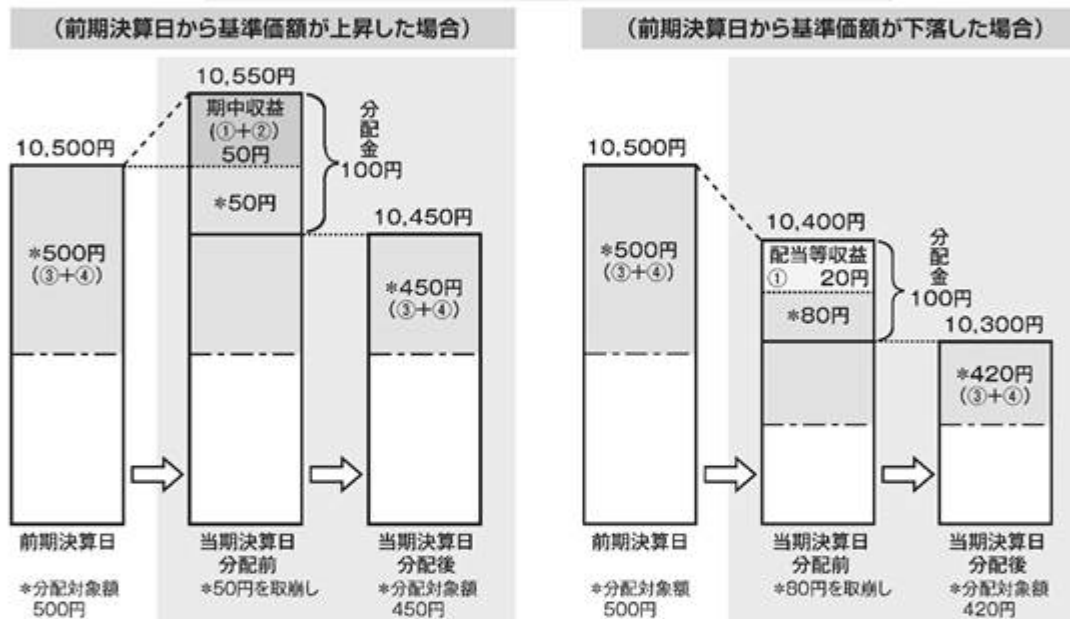 (前期決算日から基準価額が上昇した場合)
10,550円
期中収益
(①+②)
50円
*50円
分配金
100円
10,500円
*500円
(③+④)
10,450円
*450円
(③+④)
前期決算日
当期決算日
分配前
当期決算日
分配後
*分配対象額
500円
*50円を取崩し
*分配対象額
450円
(前期決算日から基準価額が下落した場合)
10,500円
*500円
(③+④)
10,400円
配当等収益
① 20円
*80円
分配金
100円
10,300円
*420円
(③+④)
前期決算日
当期決算日
分配前
当期決算日
分配後
*分配対象額
500円
*80円を取崩し
*分配対象額
420円